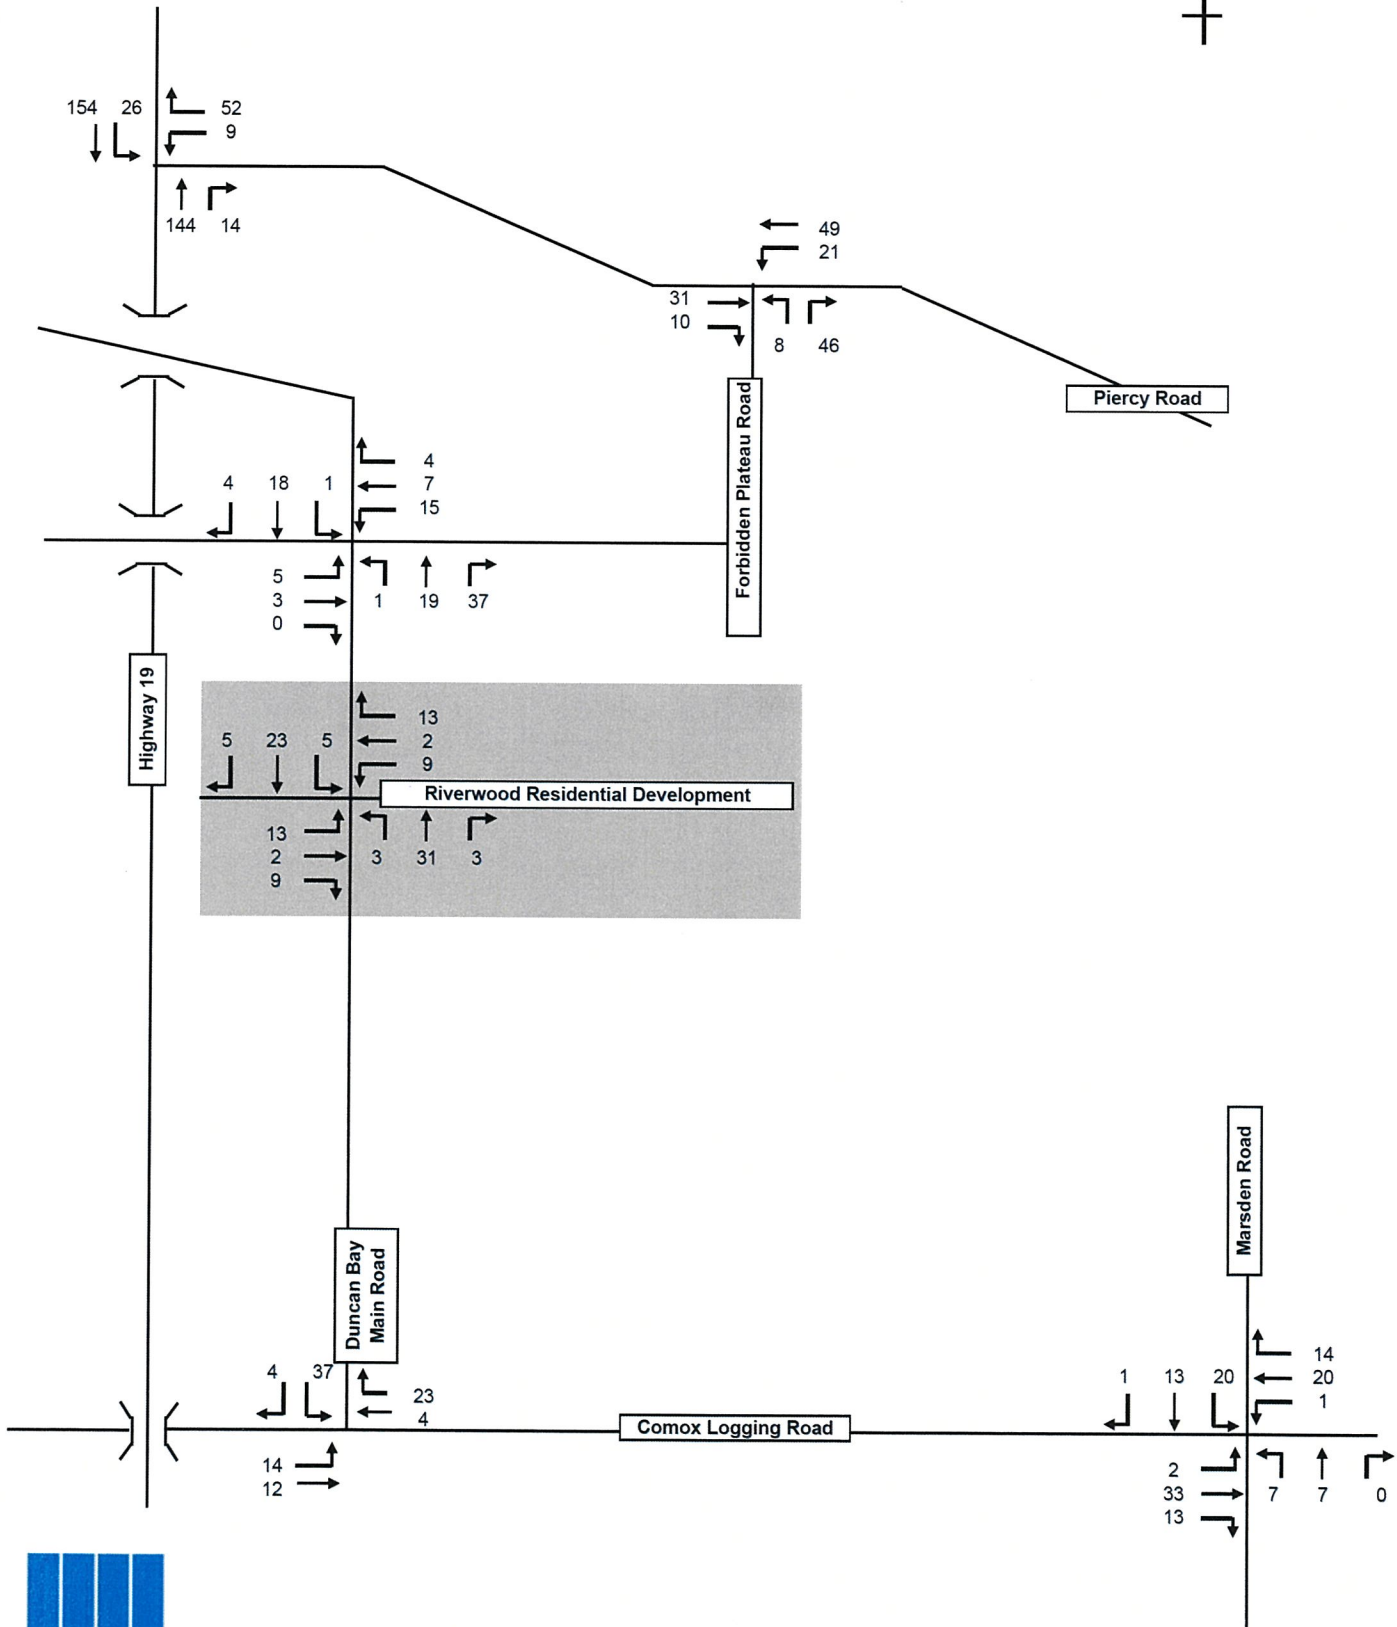 154 26 52
9
144 14
49
21
31
10
8 46
Piercy Road
Forbidden Plateau Road
4
4 18 1 7
15
5
3 1 19 37
0
Highway 19
13
5 23 5 2
9
Riverwood Residential Development
13
2 3 31 3
9
Marsden Road
Duncan Bay
Main Road
4 37
23
4
14
12
Comox Logging Road
14
1 13 20 20
1
2
33 7 7 0
13